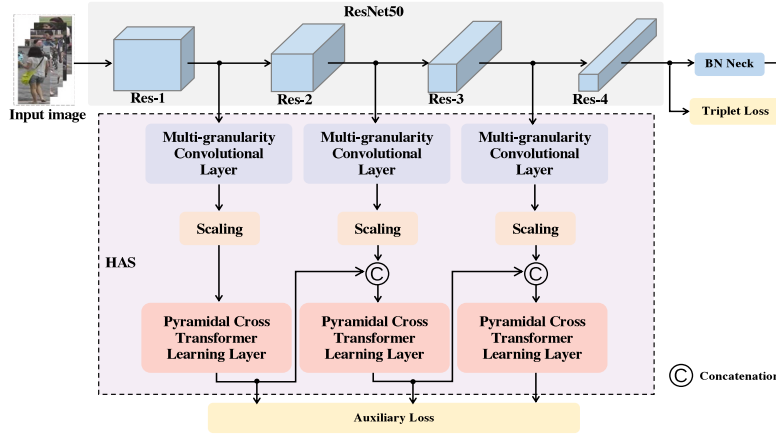 ResNet50
Input image
Res-1
Res-2
Res-3
Res-4
BN Neck
Triplet Loss
HAS
Multi-granularity
Convolutional
Layer
Multi-granularity
Convolutional
Layer
Multi-granularity
Convolutional
Layer
Scaling
Scaling
Scaling
C
C
Pyramidal Cross
Transformer
Learning Layer
Pyramidal Cross
Transformer
Learning Layer
Pyramidal Cross
Transformer
Learning Layer
C Concatenation
Auxiliary Loss